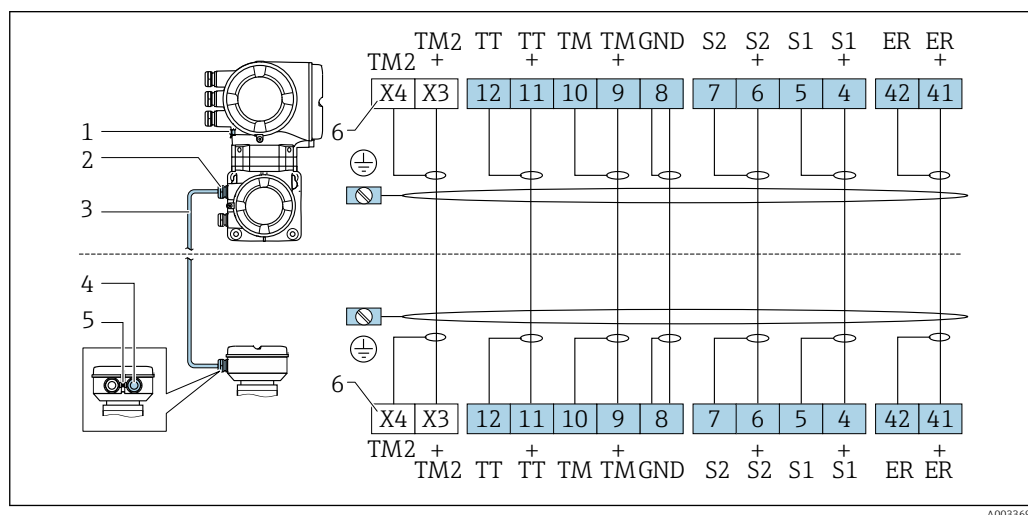 TM2 TT TT TM TM GND S2 S2 S1 S1 ER ER
TM2 + + + + + +
X4 X3 12 11 10 9 8 7 6 5 4 42 41
6
1
2
3
4
5
6
X4 X3 12 11 10 9 8 7 6 5 4 42 41
TM2 + + + + + +
TM2 TT TT TM TM GND S2 S2 S1 S1 ER ER